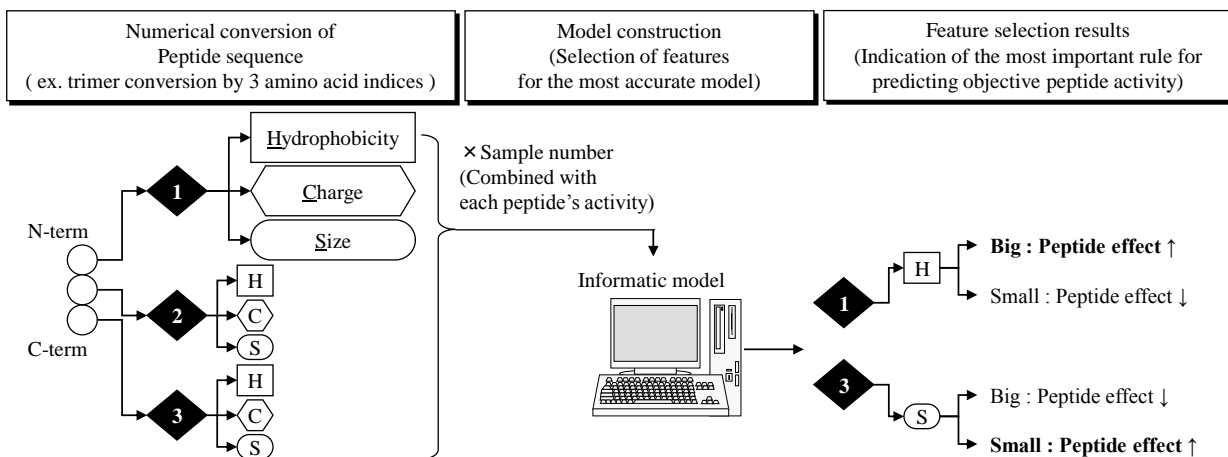 Numerical conversion of
Peptide sequence
( ex. trimer conversion by 3 amino acid indices )
Model construction
(Selection of features
for the most accurate model)
Feature selection results
(Indication of the most important rule for
predicting objective peptide activity)
N-term
C-term
1
Hydrophobicity
Charge
Size
2
H
C
S
3
H
C
S
×Sample number
(Combined with
each peptide's activity)
Informatic model
1
H
Big : Peptide effect ↑
Small : Peptide effect ↓
3
S
Big : Peptide effect ↓
Small : Peptide effect ↑